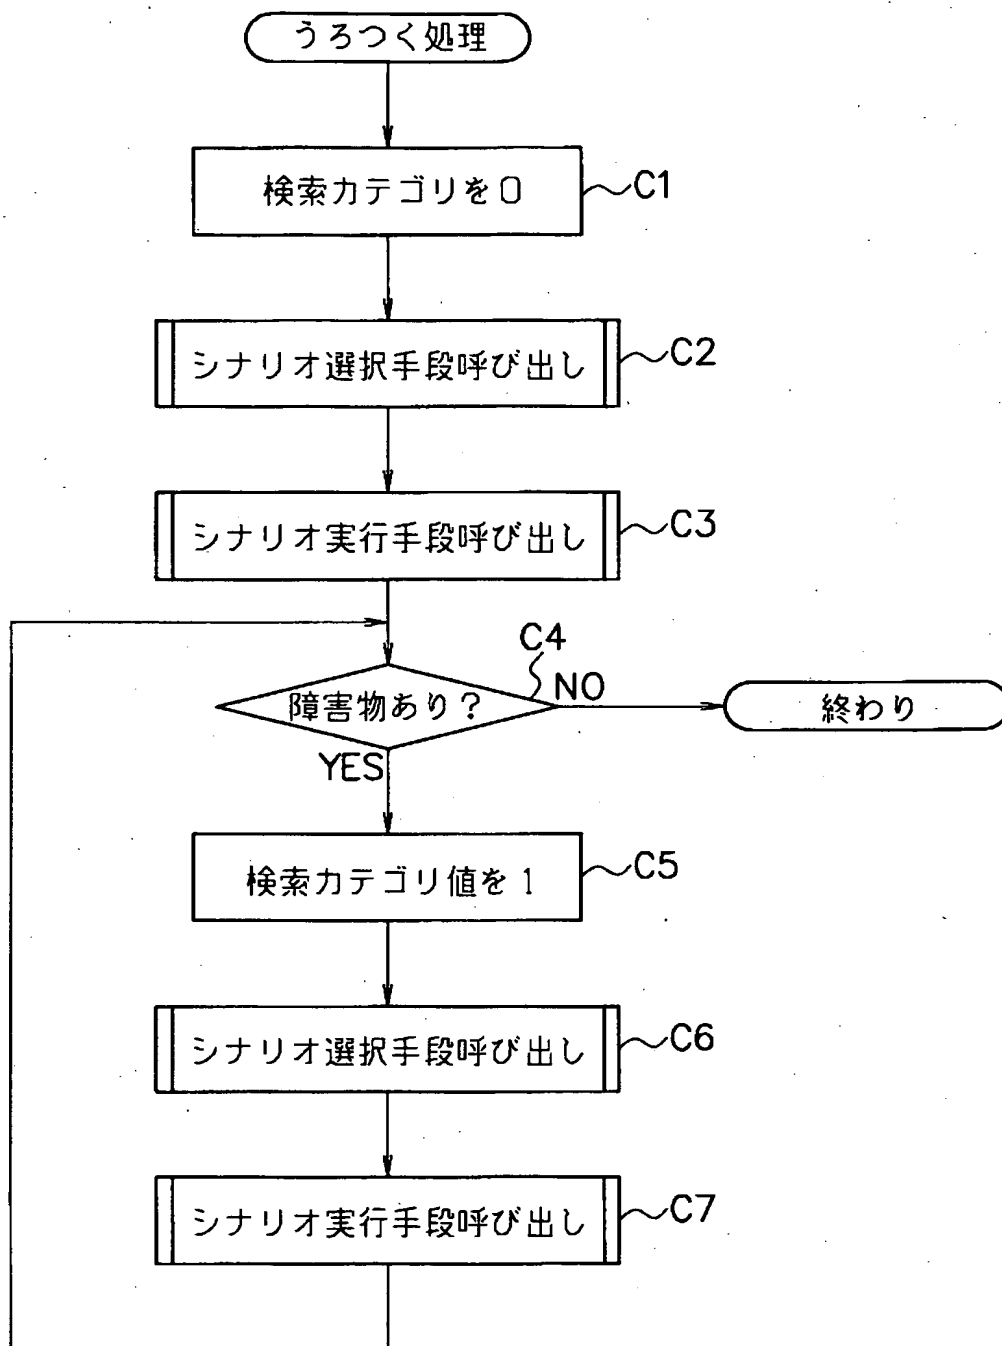 うろつく処理
検索カテゴリを0
C1
シナリオ選択手段呼び出し
C2
シナリオ実行手段呼び出し
C3
C4
障害物あり?
NO
終わり
YES
検索カテゴリ値を1
C5
シナリオ選択手段呼び出し
C6
シナリオ実行手段呼び出し
C7